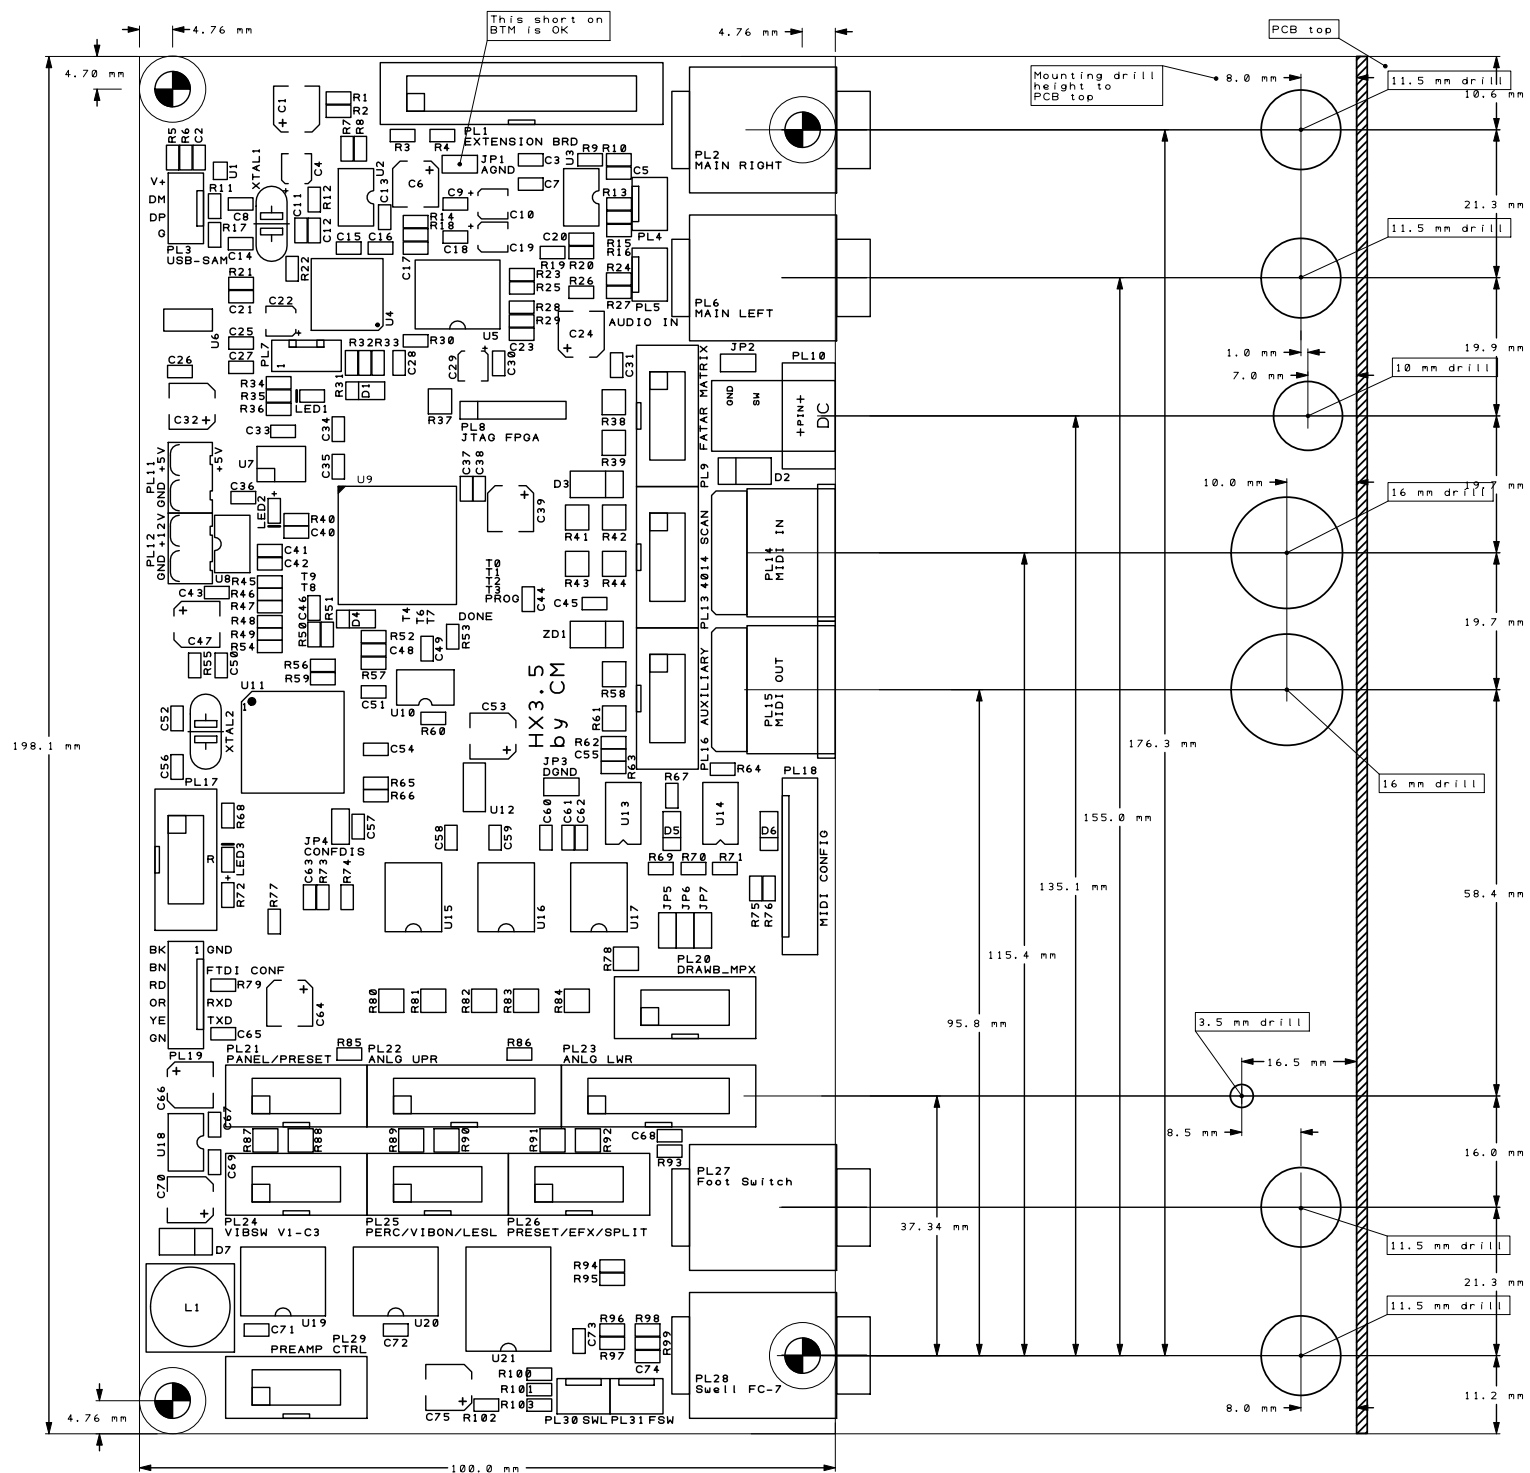 This short on
BTM is OK
4.76 mm
4.76 mm
PCB top
4.70 mm
Mounting drill
height to
PCB top
8.0 mm
11.5 mm drill
10.6 mm
C1
R1
R2
R7
R8
R3
R4
PL1
EXTENSION BRD
JP1
AGND
C3
U3
R9
R10
PL2
MAIN RIGHT
R5
R6
C2
U1
XTAL1
C4
U2
C6
C7
C5
V+
DM
DP
G
PL3
USB-SAM
R11
C8
R17
C14
C11
R12
C12
C13
C15
C16
R14
R18
C17
C9
C10
C18
C19
R13
R15
R16
PL4
C20
R19
R20
21.3 mm
11.5 mm drill
R21
C21
R22
C22
U4
U5
R23
R25
R26
R24
R27
PL5
R28
R29
C23
C24
AUDIO IN
PL6
MAIN LEFT
U6
C25
C27
C26
PL7
1
R32
R33
R30
C28
C29
C30
C31
JP2
PL10
1.0 mm
7.0 mm
10 mm drill
19.9 mm
R34
R35
R36
LED1
R31
D1
R37
R38
FATAR MATRIX
GND
SW
+PIN+
DC
C32
C33
C34
C35
PL8
JTAG FPGA
R39
PL9
D2
PL11
GND +5V
+5V
U7
C36
U9
C37
C38
D3
C39
10.0 mm
16 mm drill
19.7 mm
PL12
GND +12V
LED2
R40
C40
U8
C41
C42
R41
R42
R43
R44
PL13 4014 SCAN
PL14
MIDI IN
C43
R45
R46
R47
T9
T8
T0
T1
T2
T3
PROG
C44
C45
C47
R48
R49
R54
C46
R50
R51
D4
T4
T6
T7
DONE
R52
C48
R57
C49
R53
ZD1
19.7 mm
R55
C50
R56
R59
U11
1
C51
U10
R60
C53
HX3.5
by CM
R58
R61
PL16 AUXILIARY
PL15
MIDI OUT
C52
XTAL2
C56
198.1 mm
176.3 mm
16 mm drill
C54
R62
C55
R63
R64
PL17
R65
R66
JP3
DGND
U12
R67
PL18
R68
C57
JP4
CONFDIS
C58
C59
C60
C61
C62
U13
D5
U14
D6
155.0 mm
R
LED3
R72
R77
C63
R73
R74
R69
R70
R71
135.1 mm
58.4 mm
U15
U16
U17
JP5
JP6
JP7
R75
R76
MIDI CONFIG
BK
BN
RD
OR
YE
GN
1 GND
FTDI CONF
R79
RXD
TXD
C65
C64
R78
PL20
DRAWB_MPX
115.4 mm
R80
R81
R82
R83
R84
95.8 mm
3.5 mm drill
PL19
PL21
PANEL/PRESET
R85
PL22
ANLG UPR
R86
PL23
ANLG LWR
16.5 mm
C66
U18
C67
C69
R87
R88
R89
R90
R91
R92
C68
R93
8.5 mm
16.0 mm
C70
PL27
Foot Switch
37.34 mm
PL24
VIBSW V1-C3
PL25
PERC/VIBON/LESL
PL26
PRESET/EFX/SPLIT
D7
11.5 mm drill
R94
R95
21.3 mm
L1
U19
U20
U21
C71
C72
C73
R96
R97
R98
R99
C74
11.5 mm drill
PL29
PREAMP CTRL
PL28
Swell FC-7
R100
R101
R102
R103
C75
PL30 SWL
PL31 FSW
4.76 mm
8.0 mm
11.2 mm
100.0 mm